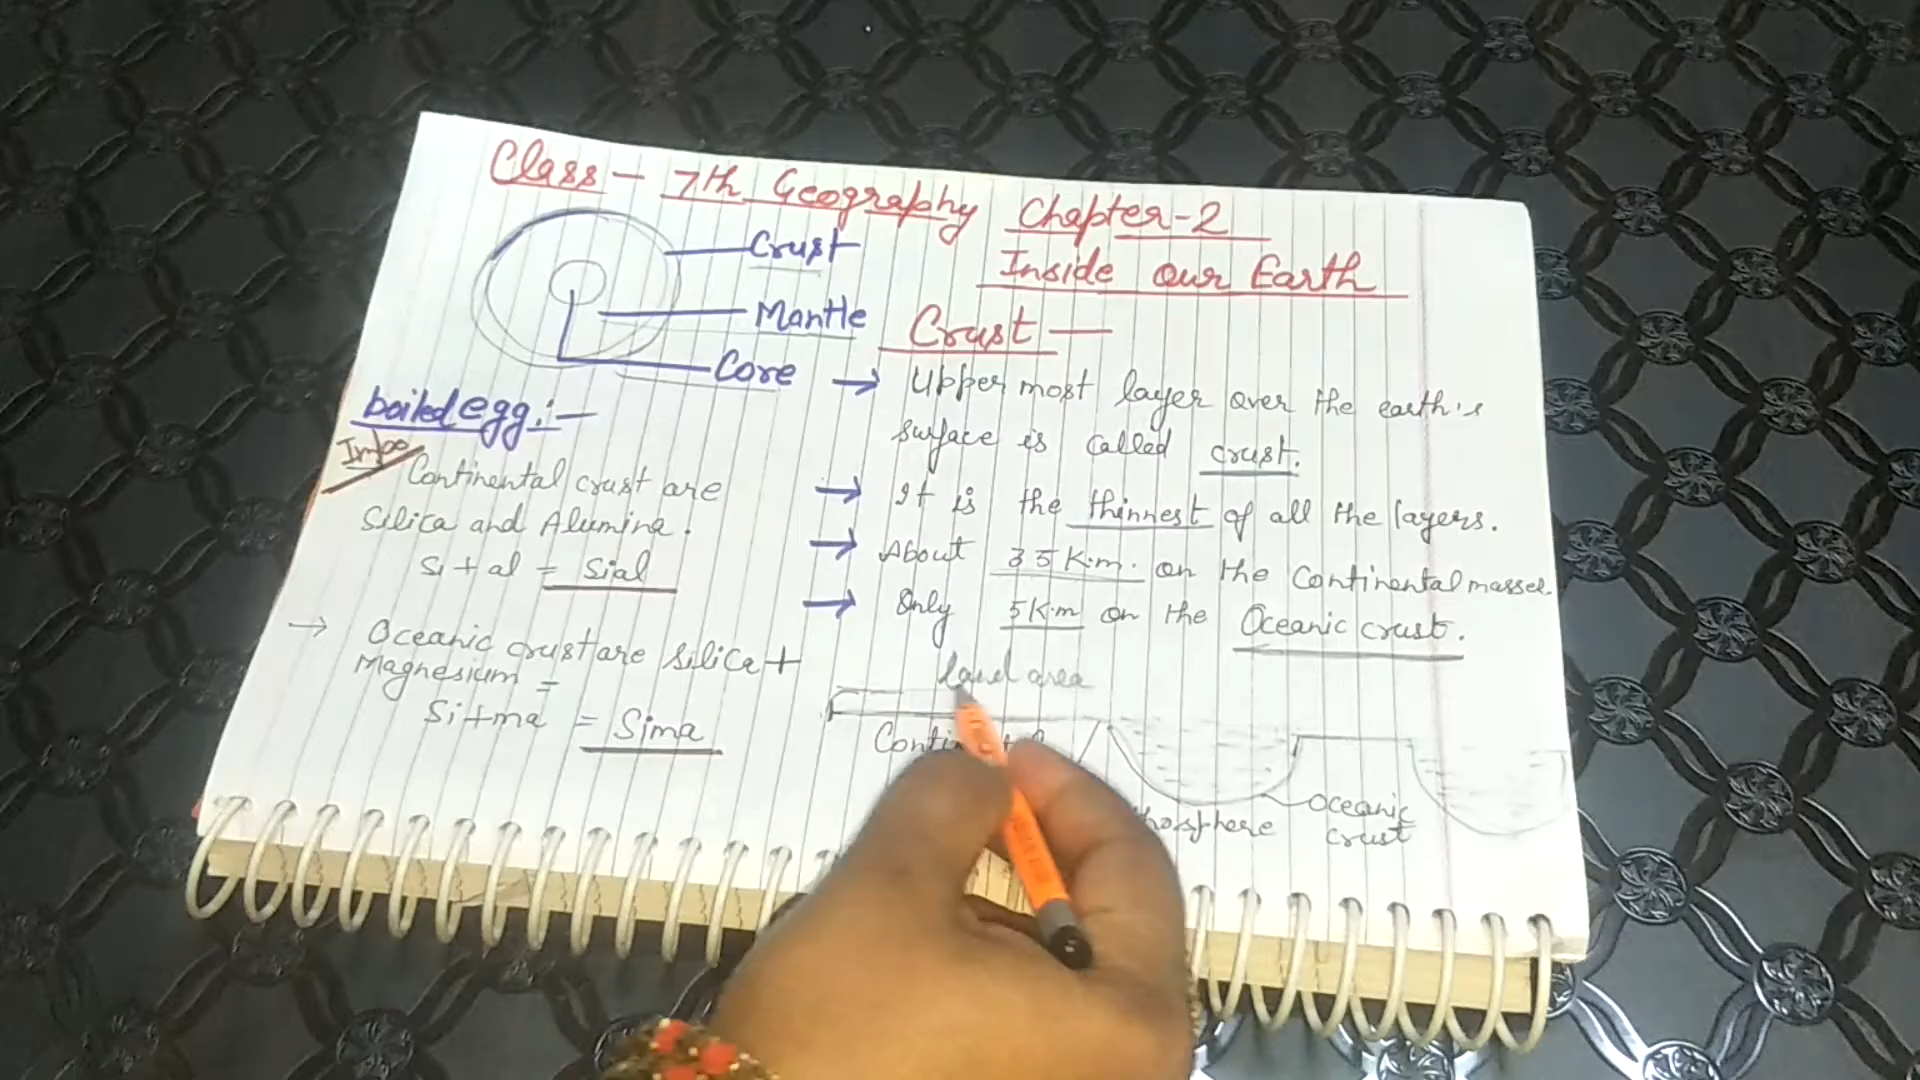 Class - 7th Geography Chapter-2
Inside our Earth
Crust
Mantle
Core
boiled egg :-
Impo
Continental crust are
Silica and Alumina.
Si + al = Sial
→ Oceanic crust are Silica +
Magnesium =
Si + ma = Sima
Crust —
→ Upper most layer over the earth's
surface is called crust.
→ It is the thinnest of all the layers.
→ About 35 K.m. on the Continental masses.
→ Only 5 K.m on the Oceanic crust.
land area
Oceanic
crust